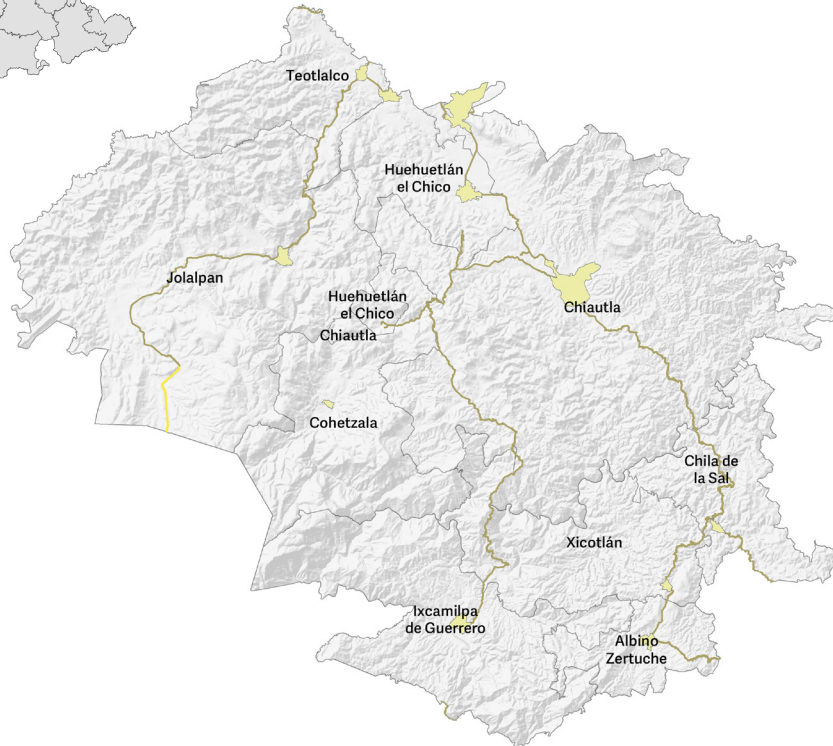 Teotlalco
Huehuetlán
el Chico
Jolalpan
Huehuetlán
el Chico
Chiautla
Chiautla
Cohetzala
Chila de
la Sal
Xicotlán
Ixcamilpa
de Guerrero
Albino
Zertuche